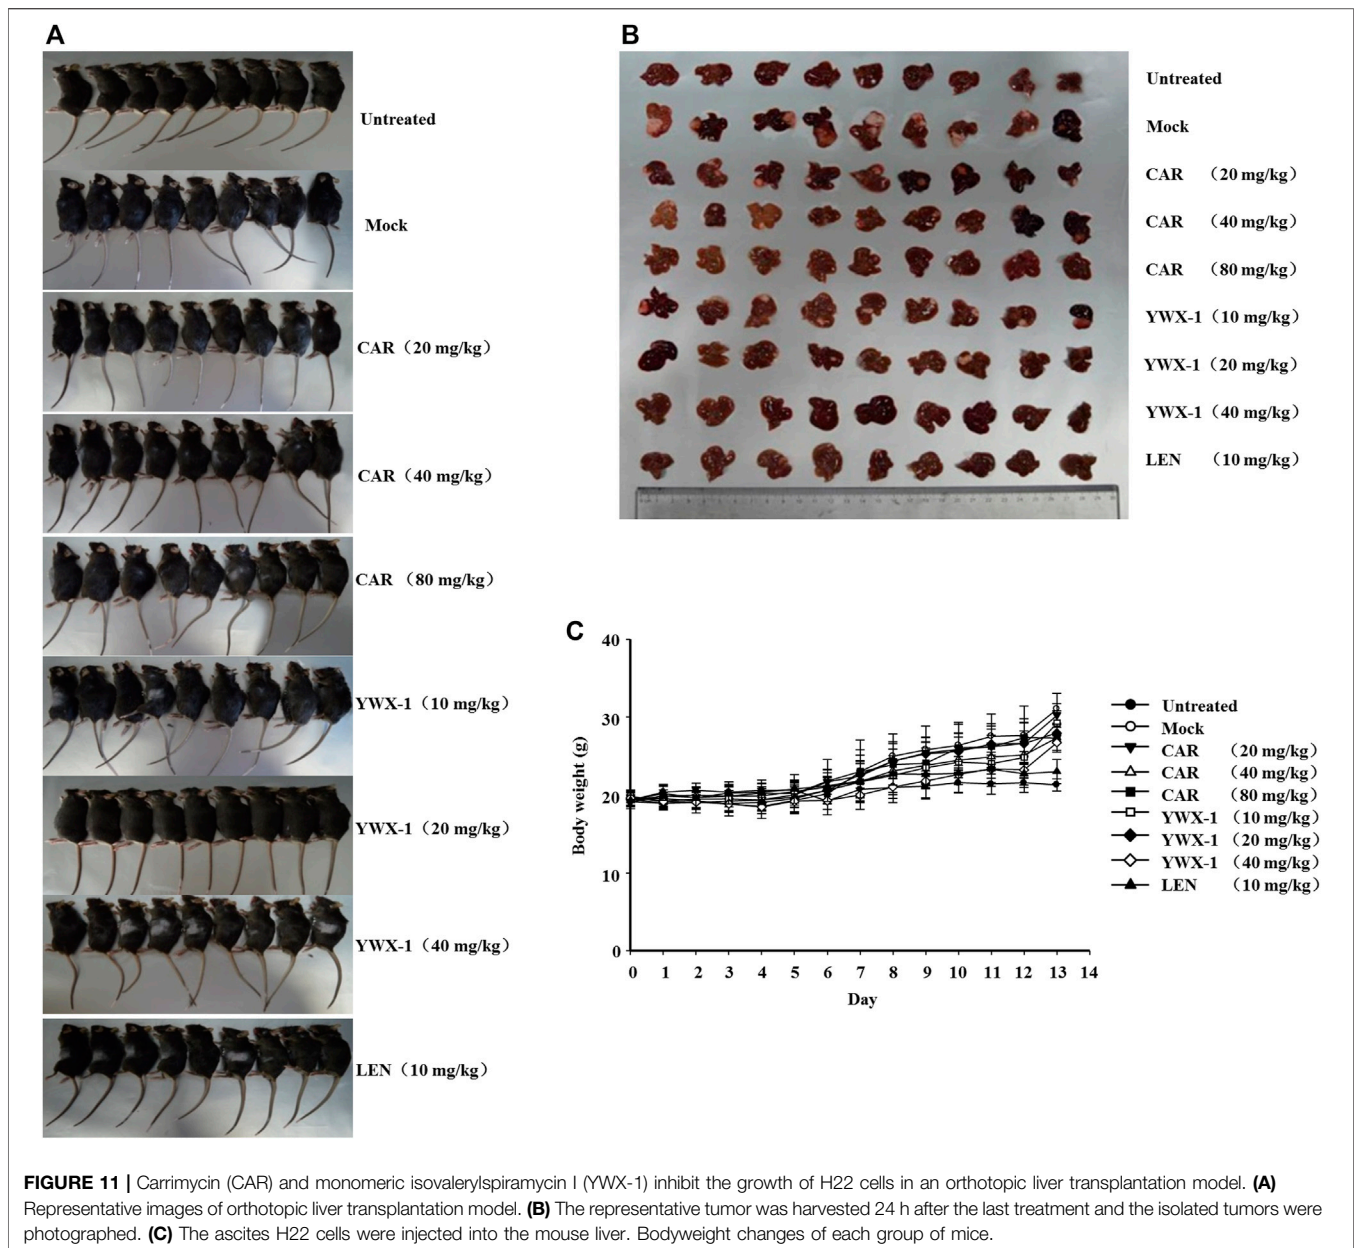 A
Untreated
Mock
CAR（20 mg/kg）
CAR（40 mg/kg）
CAR （80 mg/kg）
YWX-1（10 mg/kg）
YWX-1（20 mg/kg）
YWX-1（40 mg/kg）
LEN（10 mg/kg）
B
Untreated
Mock
CAR （20 mg/kg）
CAR （40 mg/kg）
CAR （80 mg/kg）
YWX-1（10 mg/kg）
YWX-1（20 mg/kg）
YWX-1（40 mg/kg）
LEN （10 mg/kg）
C
40
30
20
10
0
Body weight (g)
0 1 2 3 4 5 6 7 8 9 10 11 12 13 14
Day
Untreated
Mock
CAR （20 mg/kg）
CAR （40 mg/kg）
CAR （80 mg/kg）
YWX-1（10 mg/kg）
YWX-1 （20 mg/kg）
YWX-1 （40 mg/kg）
LEN （10 mg/kg）
FIGURE 11 | Carrimycin (CAR) and monomeric isovalerylspiramycin I (YWX-1) inhibit the growth of H22 cells in an orthotopic liver transplantation model. (A)
Representative images of orthotopic liver transplantation model. (B) The representative tumor was harvested 24 h after the last treatment and the isolated tumors were
photographed. (C) The ascites H22 cells were injected into the mouse liver. Bodyweight changes of each group of mice.